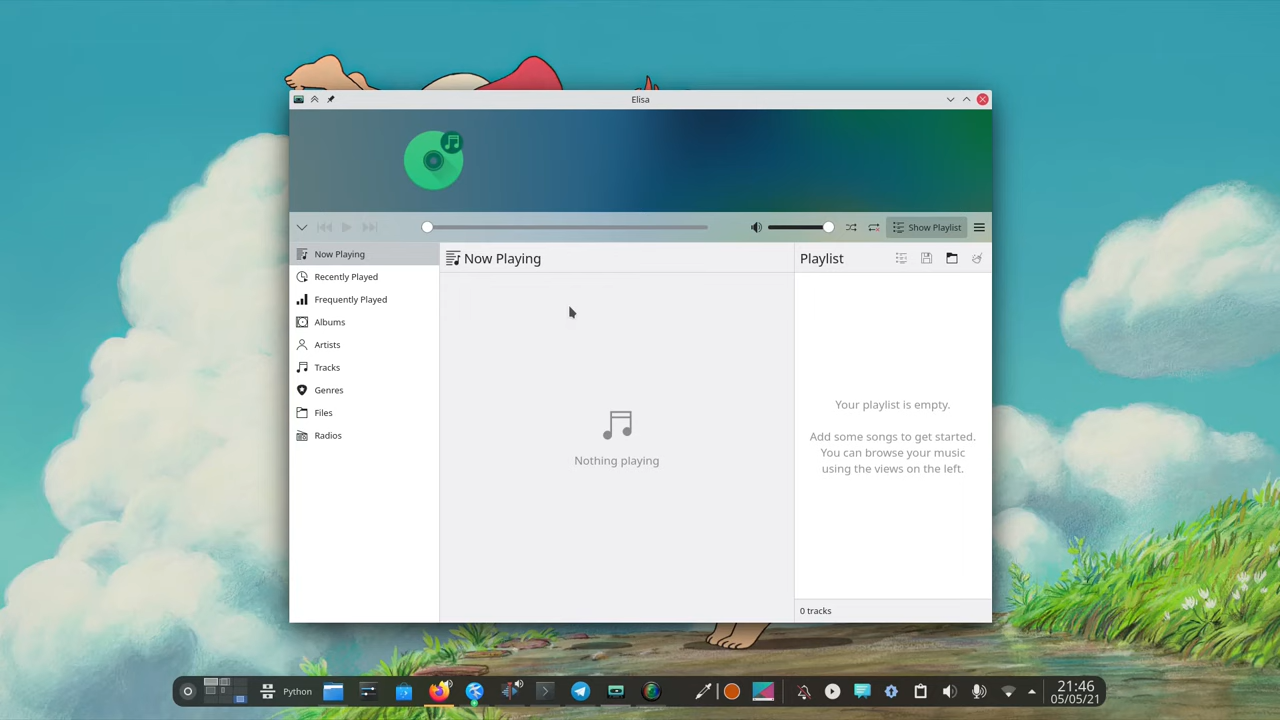 Elisa
Show Playlist
Now Playing
Recently Played
Frequently Played
Albums
Artists
Tracks
Genres
Files
Radios
Now Playing
Nothing playing
Playlist
Your playlist is empty.
Add some songs to get started.
You can browse your music
using the views on the left.
0 tracks
Python
21:46
05/05/21